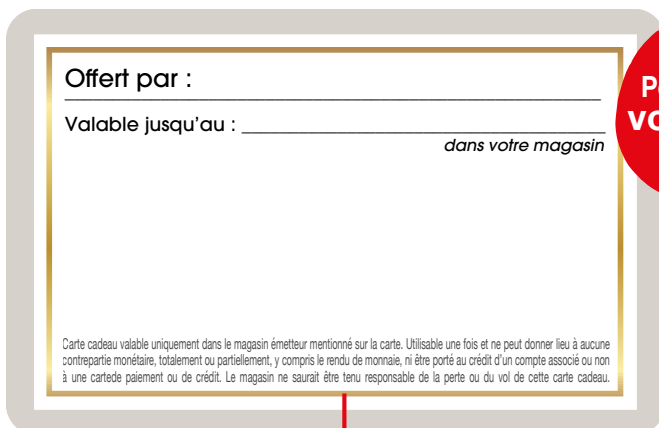 Offert par :
Valable jusqu'au :
dans votre magasin
Carte cadeau valable uniquement dans le magasin émetteur mentionné sur la carte. Utilisable une fois et ne peut donner lieu à aucune
contrepartie monétaire, totalement ou partiellement, y compris le rendu de monnaie, ni être porté au crédit d'un compte associé ou non
à une cartede paiement ou de crédit. Le magasin ne saurait être tenu responsable de la perte ou du vol de cette carte cadeau.